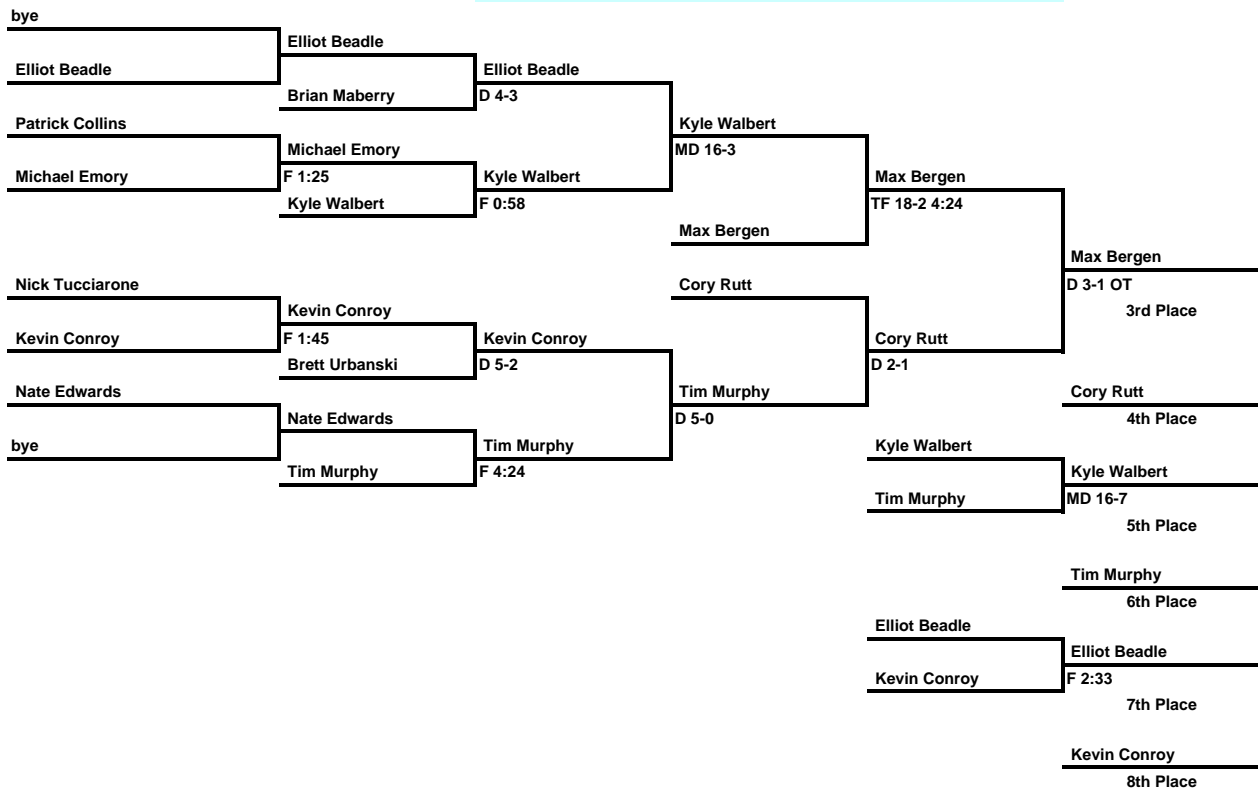 bye
Elliot Beadle
Elliot Beadle
Elliot Beadle
Brian Maberry
D 4-3
Patrick Collins
Kyle Walbert
Michael Emory
MD 16-3
Michael Emory
F 1:25
Kyle Walbert
Max Bergen
Kyle Walbert
F 0:58
TF 18-2 4:24
Max Bergen
Max Bergen
Nick Tucciarone
Cory Rutt
D 3-1 OT
Kevin Conroy
3rd Place
Kevin Conroy
F 1:45
Kevin Conroy
Cory Rutt
Brett Urbanski
D 5-2
D 2-1
Nate Edwards
Tim Murphy
Cory Rutt
Nate Edwards
D 5-0
4th Place
bye
Tim Murphy
Kyle Walbert
Tim Murphy
F 4:24
Kyle Walbert
Tim Murphy
MD 16-7
5th Place
Tim Murphy
6th Place
Elliot Beadle
Elliot Beadle
Kevin Conroy
F 2:33
7th Place
Kevin Conroy
8th Place